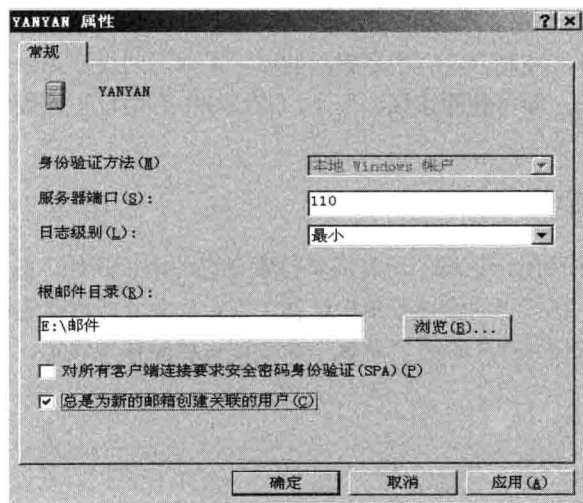 YANYAN 属性
常规
YANYAN
身份验证方法(M)
本地 Windows 帐户
服务器端口(S):
110
日志级别(L):
最小
根邮件目录(R):
E:\邮件
浏览(B)...
对所有客户端连接要求安全密码身份验证(SPA)(P)
总是为新的邮箱创建关联的用户(C)
确定
取消
应用(A)